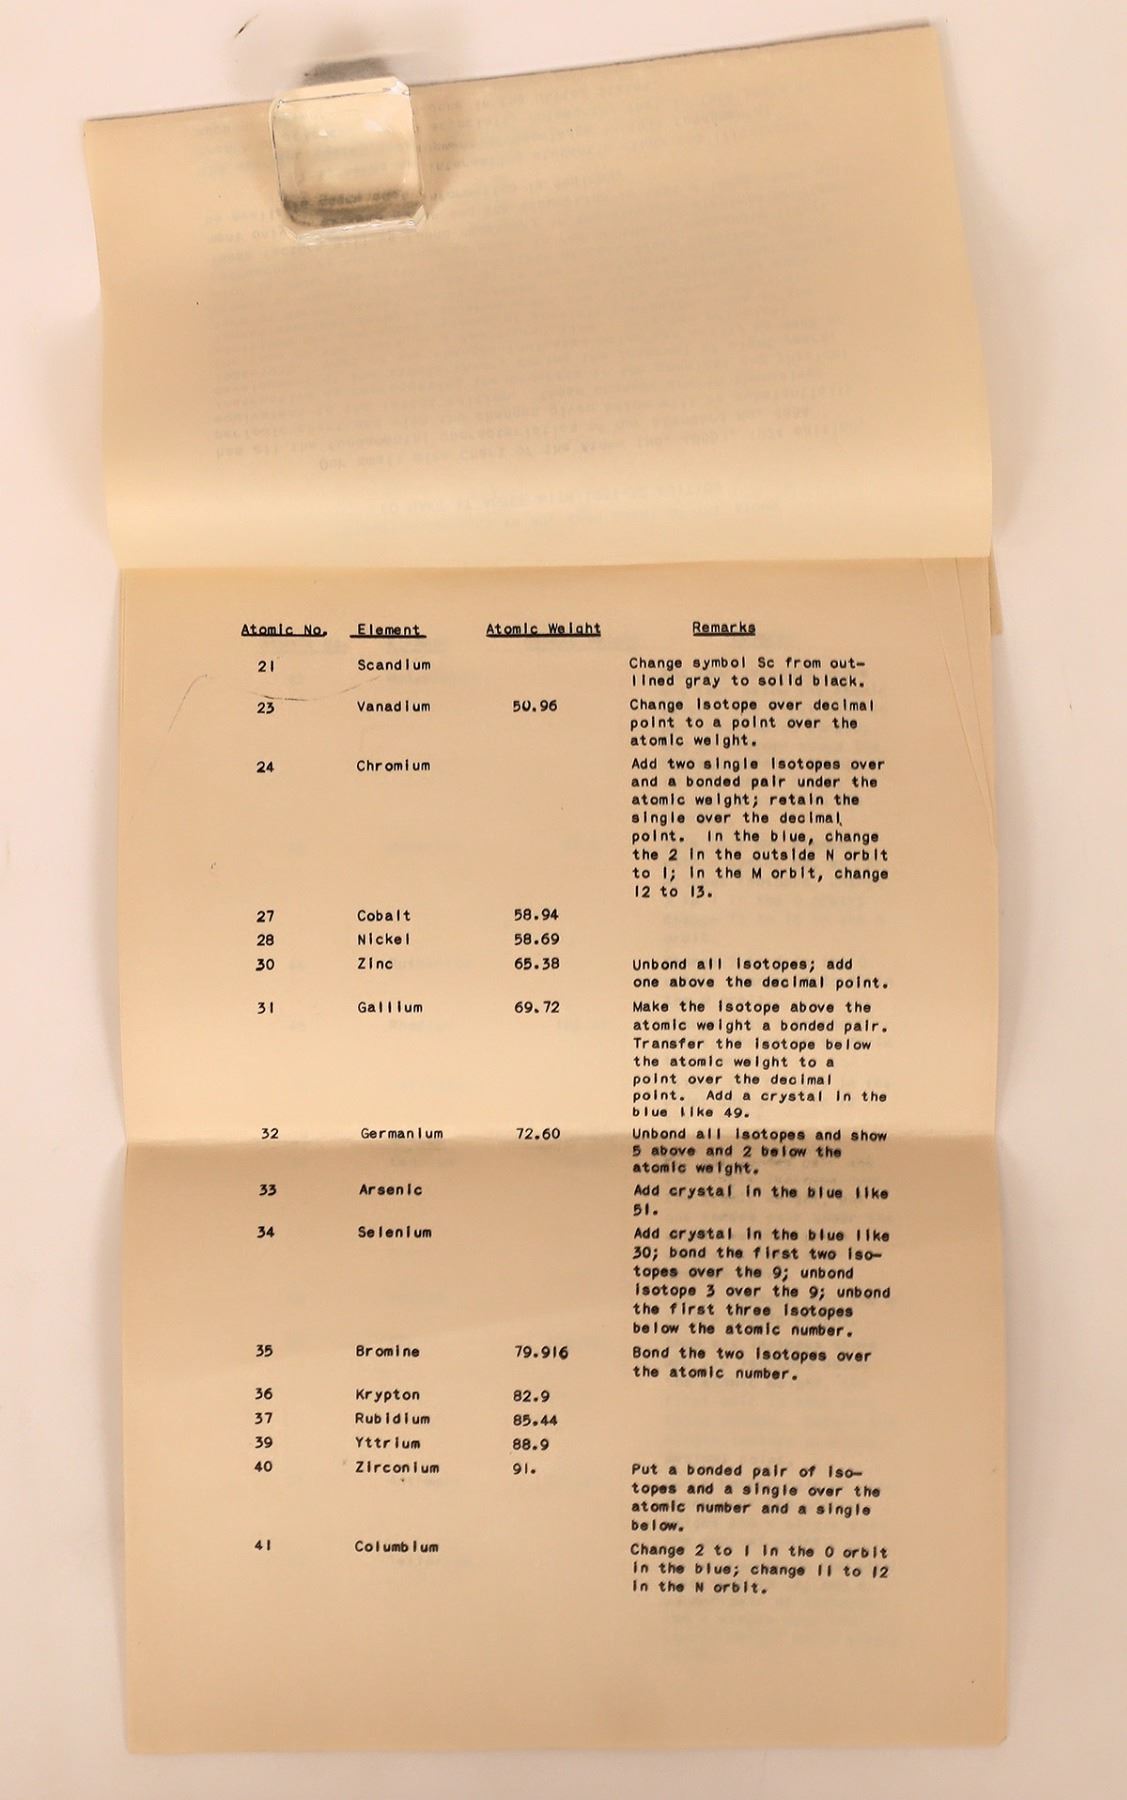 Atomic No. Element Atomic Weight Remarks
21 Scandium Change symbol Sc from out-
lined gray to solid black.
23 Vanadium 50.96 Change isotope over decimal
point to a point over the
atomic weight.
24 Chromium Add two single isotopes over
and a bonded pair under the
atomic weight; retain the
single over the decimal
point. In the blue, change
the 2 in the outside N orbit
to 1; in the M orbit, change
12 to 13.
27 Cobalt 58.94
28 Nickel 58.69
30 Zinc 65.38 Unbond all isotopes; add
one above the decimal point.
31 Gallium 69.72 Make the isotope above the
atomic weight a bonded pair.
Transfer the isotope below
the atomic weight to a
point over the decimal
point. Add a crystal in the
blue like 49.
32 Germanium 72.60 Unbond all isotopes and show
5 above and 2 below the
atomic weight.
33 Arsenic Add crystal in the blue like
51.
34 Selenium Add crystal in the blue like
30; bond the first two iso-
topes over the 9; unbond
isotope 3 over the 9; unbond
the first three isotopes
below the atomic number.
35 Bromine 79.916 Bond the two isotopes over
the atomic number.
36 Krypton 82.9
37 Rubidium 85.44
39 Yttrium 88.9
40 Zirconium 91. Put a bonded pair of iso-
topes and a single over the
atomic number and a single
below.
41 Columbium Change 2 to 1 in the O orbit
in the blue; change 11 to 12
in the N orbit.